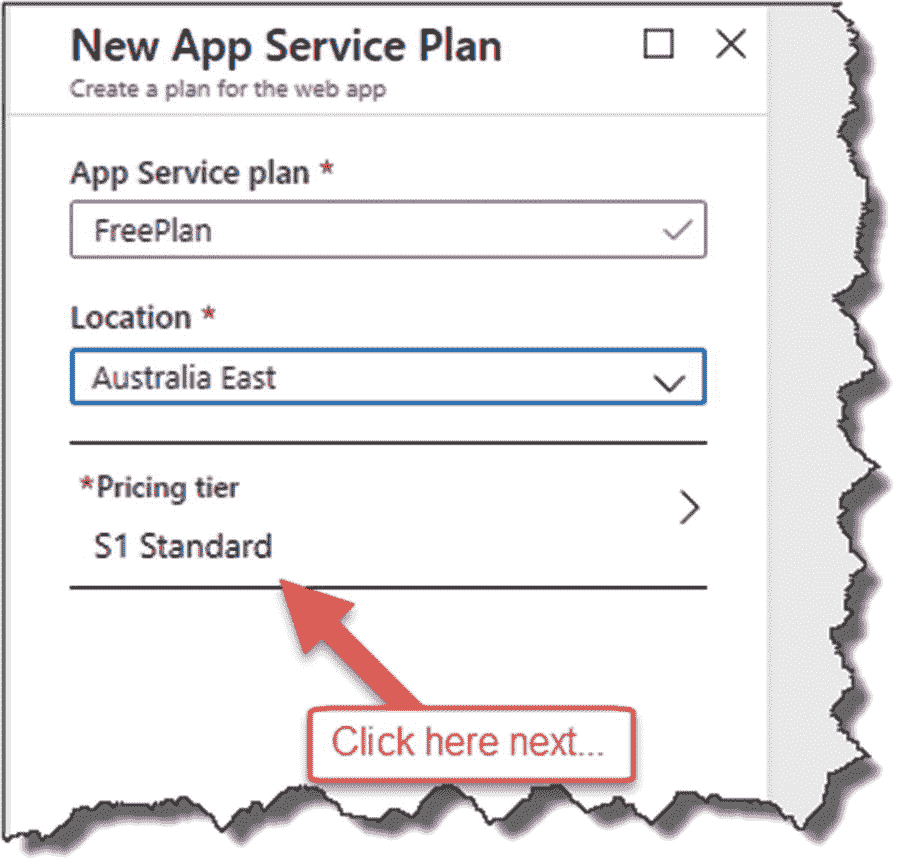 New App Service Plan
Create a plan for the web app
App Service plan *
FreePlan
Location *
Australia East
*Pricing tier
S1 Standard
Click here next...